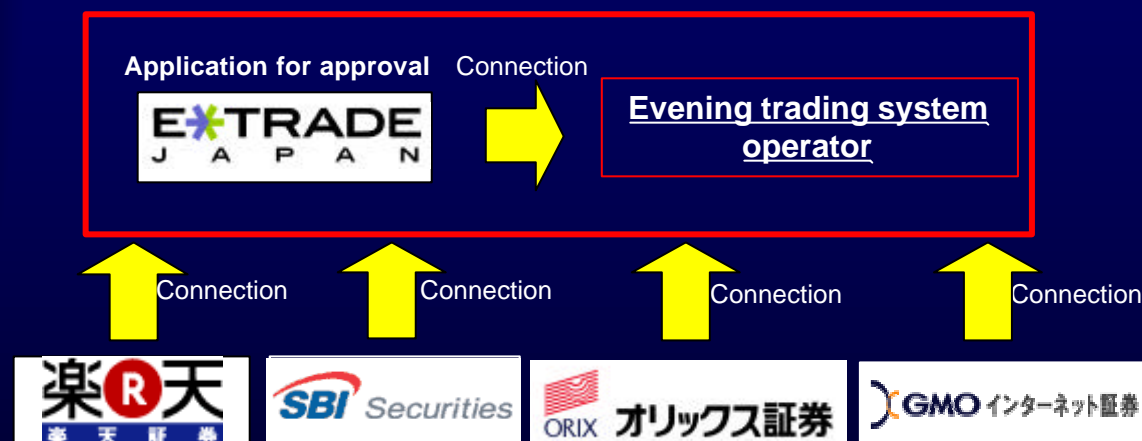 Application for approval
Connection
E*TRADE
JAPAN
Evening trading system
operator
Connection
Connection
Connection
Connection
楽R天
楽天証券
SBI Securities
ORIX オリックス証券
GMO インターネット証券